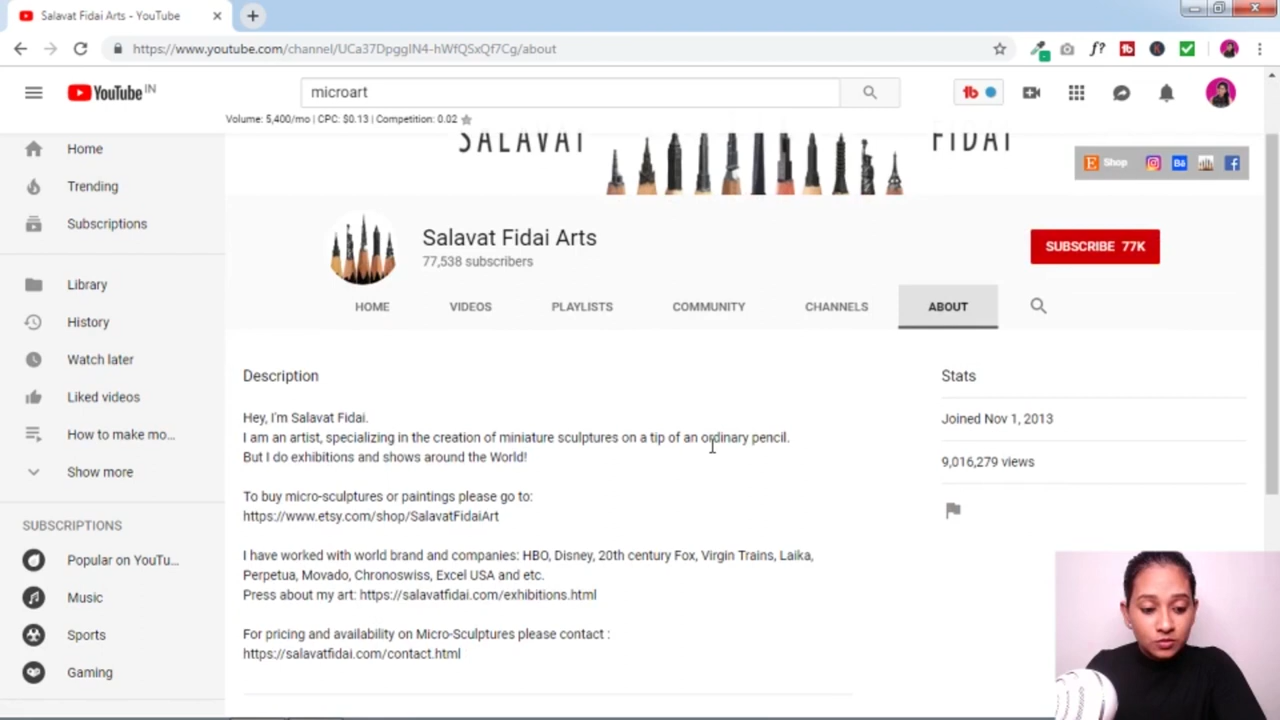 Salavat Fidai Arts - YouTube
https://www.youtube.com/channel/UCa37DpggIN4-hWfQSxQf7Cg/about
f?
tb
YouTube IN
microart
tb
Volume: 5,400/mo | CPC: $0.13 | Competition: 0.02
SALAVAT FIDAI
Shop
Bē
Home
Trending
Subscriptions
Library
History
Watch later
Liked videos
How to make mo...
Show more
SUBSCRIPTIONS
Popular on YouTu...
Music
Sports
Gaming
Salavat Fidai Arts
77,538 subscribers
SUBSCRIBE 77K
HOME VIDEOS PLAYLISTS COMMUNITY CHANNELS ABOUT
Description
Hey, I'm Salavat Fidai.
I am an artist, specializing in the creation of miniature sculptures on a tip of an ordinary pencil.
But I do exhibitions and shows around the World!
To buy micro-sculptures or paintings please go to:
https://www.etsy.com/shop/SalavatFidaiArt
I have worked with world brand and companies: HBO, Disney, 20th century Fox, Virgin Trains, Laika,
Perpetua, Movado, Chronoswiss, Excel USA and etc.
Press about my art: https://salavatfidai.com/exhibitions.html
For pricing and availability on Micro-Sculptures please contact :
https://salavatfidai.com/contact.html
Stats
Joined Nov 1, 2013
9,016,279 views